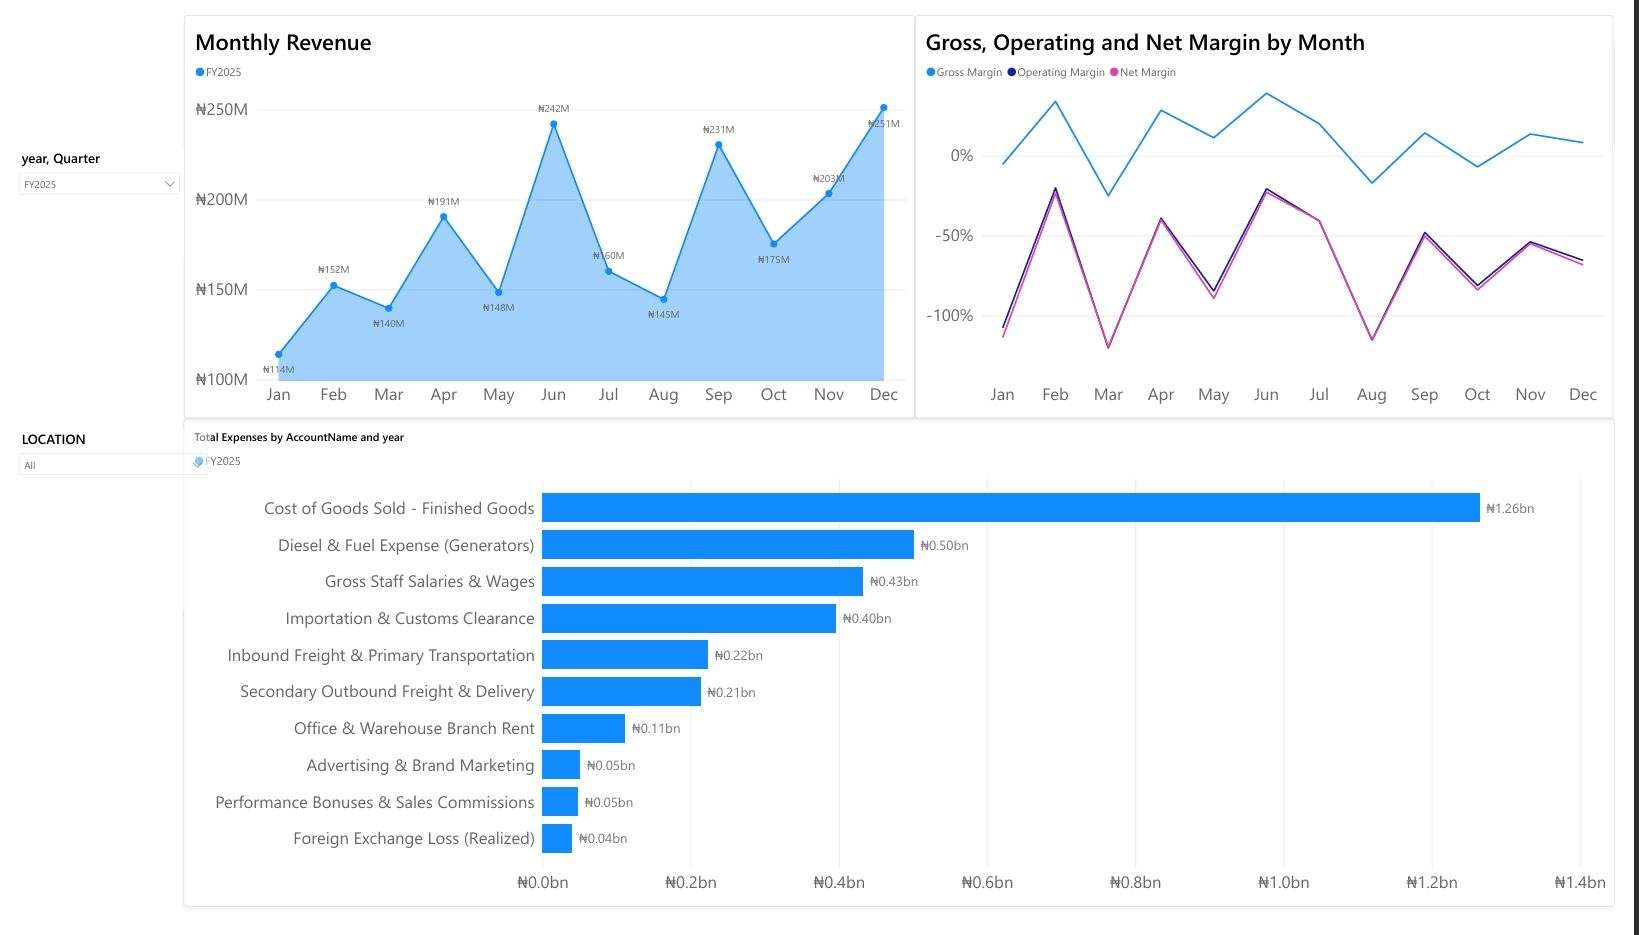 Monthly Revenue
FY2025
₦250M
₦200M
₦150M
₦100M
₦114M
₦152M
₦140M
₦191M
₦148M
₦242M
₦160M
₦145M
₦231M
₦175M
₦203M
₦251M
Jan Feb Mar Apr May Jun Jul Aug Sep Oct Nov Dec
Gross, Operating and Net Margin by Month
Gross Margin Operating Margin Net Margin
0%
-50%
-100%
Jan Feb Mar Apr May Jun Jul Aug Sep Oct Nov Dec
year, Quarter
FY2025
LOCATION
All
Total Expenses by AccountName and year
FY2025
Cost of Goods Sold - Finished Goods ₦1.26bn
Diesel & Fuel Expense (Generators) ₦0.50bn
Gross Staff Salaries & Wages ₦0.43bn
Importation & Customs Clearance ₦0.40bn
Inbound Freight & Primary Transportation ₦0.22bn
Secondary Outbound Freight & Delivery ₦0.21bn
Office & Warehouse Branch Rent ₦0.11bn
Advertising & Brand Marketing ₦0.05bn
Performance Bonuses & Sales Commissions ₦0.05bn
Foreign Exchange Loss (Realized) ₦0.04bn
₦0.0bn ₦0.2bn ₦0.4bn ₦0.6bn ₦0.8bn ₦1.0bn ₦1.2bn ₦1.4bn